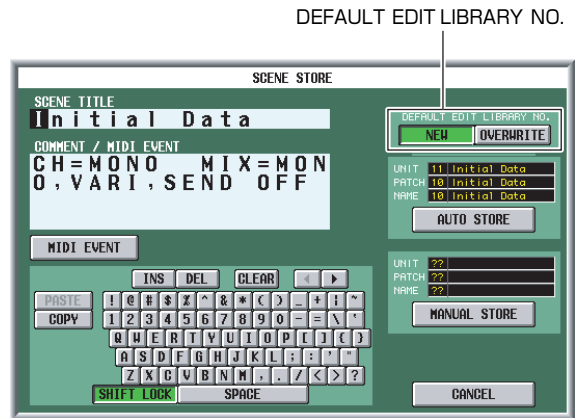 DEFAULT EDIT LIBRARY NO.
SCENE STORE
SCENE TITLE
Initial Data
COMMENT / MIDI EVENT
CH=MONO MIX=MON
O,VARI,SEND OFF
MIDI EVENT
DEFAULT EDIT LIBRARY NO.
NEW OVERWRITE
UNIT 11 Initial Data
PATCH 10 Initial Data
NAME 10 Initial Data
AUTO STORE
UNIT ??
PATCH ??
NAME ??
MANUAL STORE
INS DEL CLEAR
PASTE ! @ # $ % ^ & * ( ) _ + | ~
COPY 1 2 3 4 5 6 7 8 9 0 - = \ `
Q W E R T Y U I O P [ ] { }
A S D F G H J K L ; : ' "
Z X C V B N M , . / < > ?
SHIFT LOCK SPACE
CANCEL